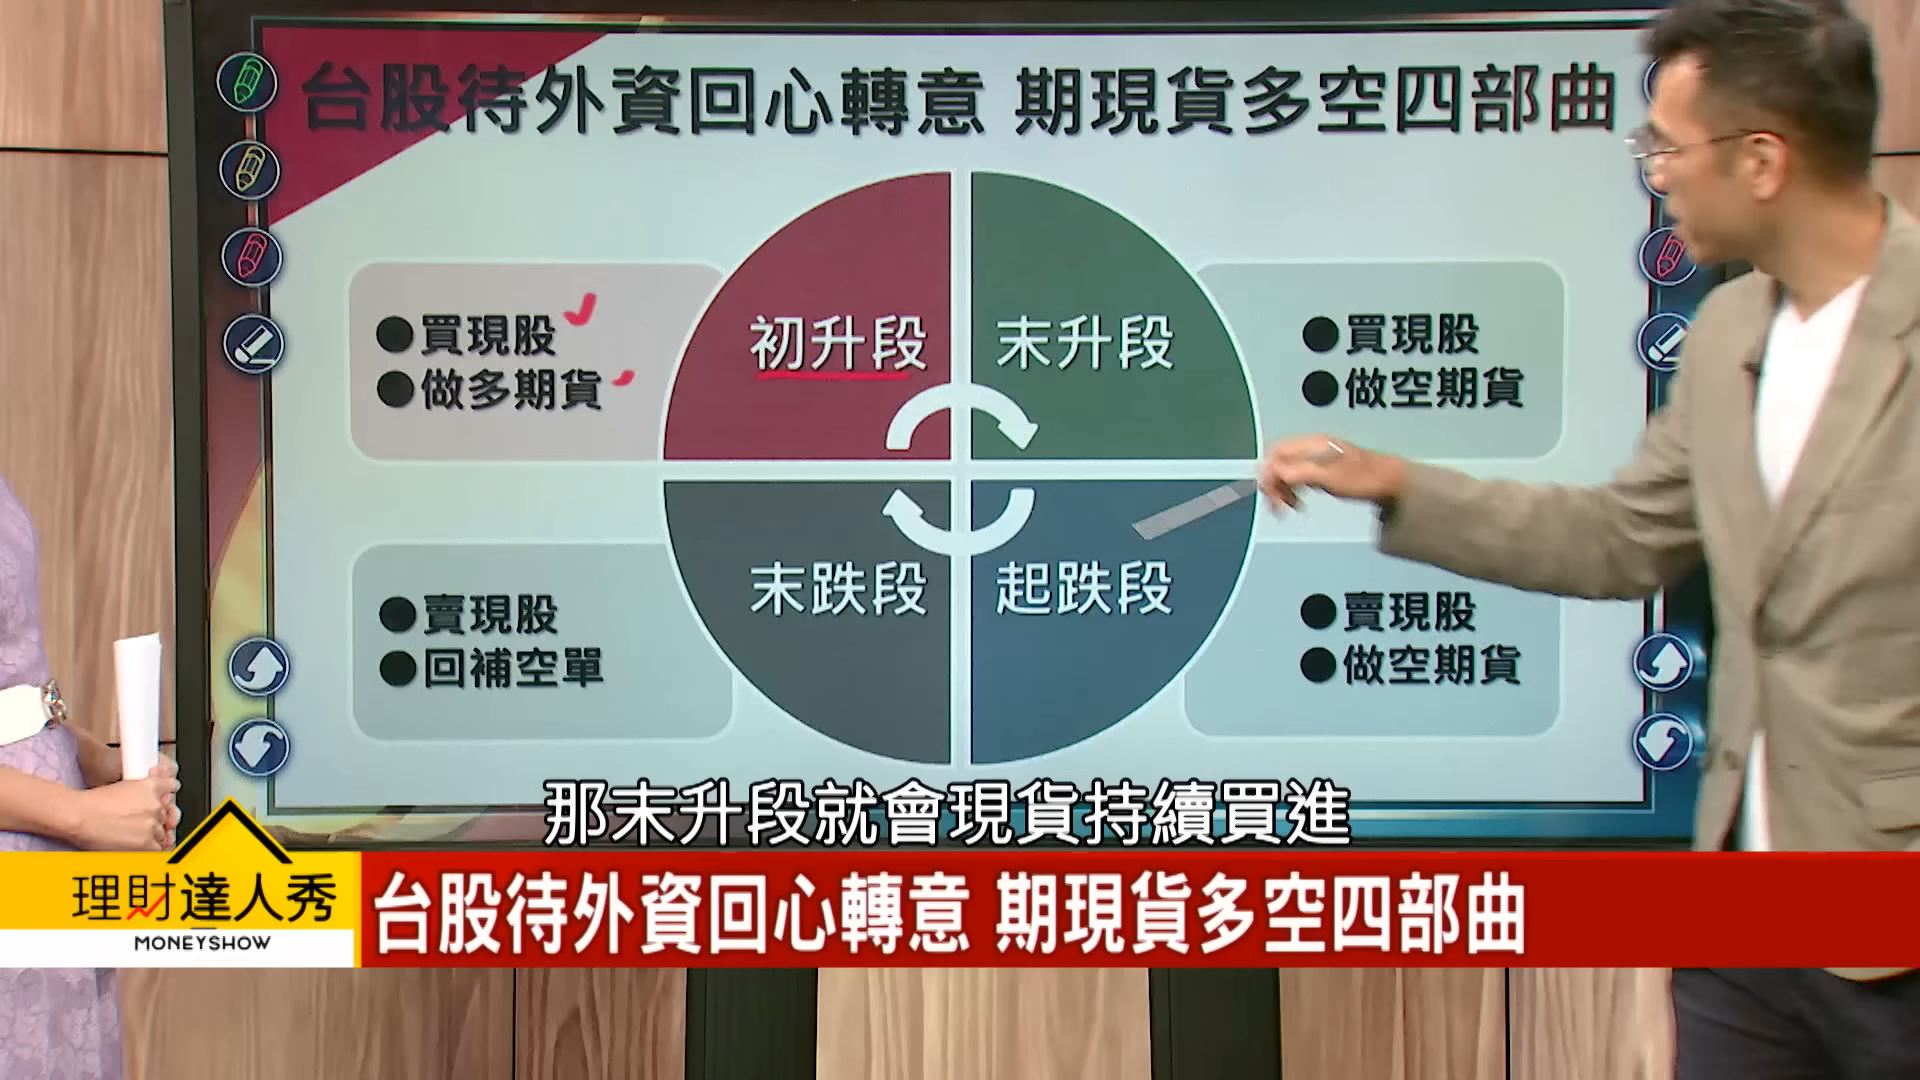 台股待外資回心轉意 期現貨多空四部曲
●買現股
●做多期貨
初升段
末升段
●買現股
●做空期貨
●賣現股
●回補空單
末跌段
起跌段
●賣現股
●做空期貨
那末升段就會現貨持續買進
理財達人秀
MONEYSHOW
台股待外資回心轉意 期現貨多空四部曲